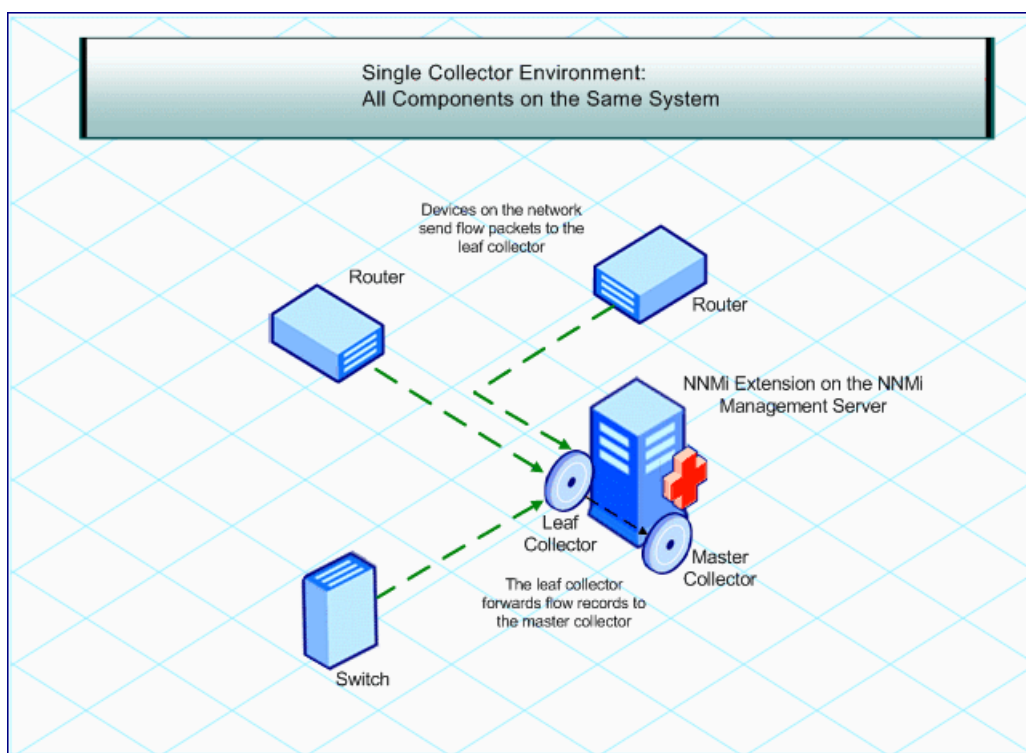 Single Collector Environment:
All Components on the Same System
Devices on the network
send flow packets to the
leaf collector
Router
Router
NNMi Extension on the NNMi
Management Server
Leaf
Collector
Master
Collector
The leaf collector
forwards flow records to
the master collector
Switch